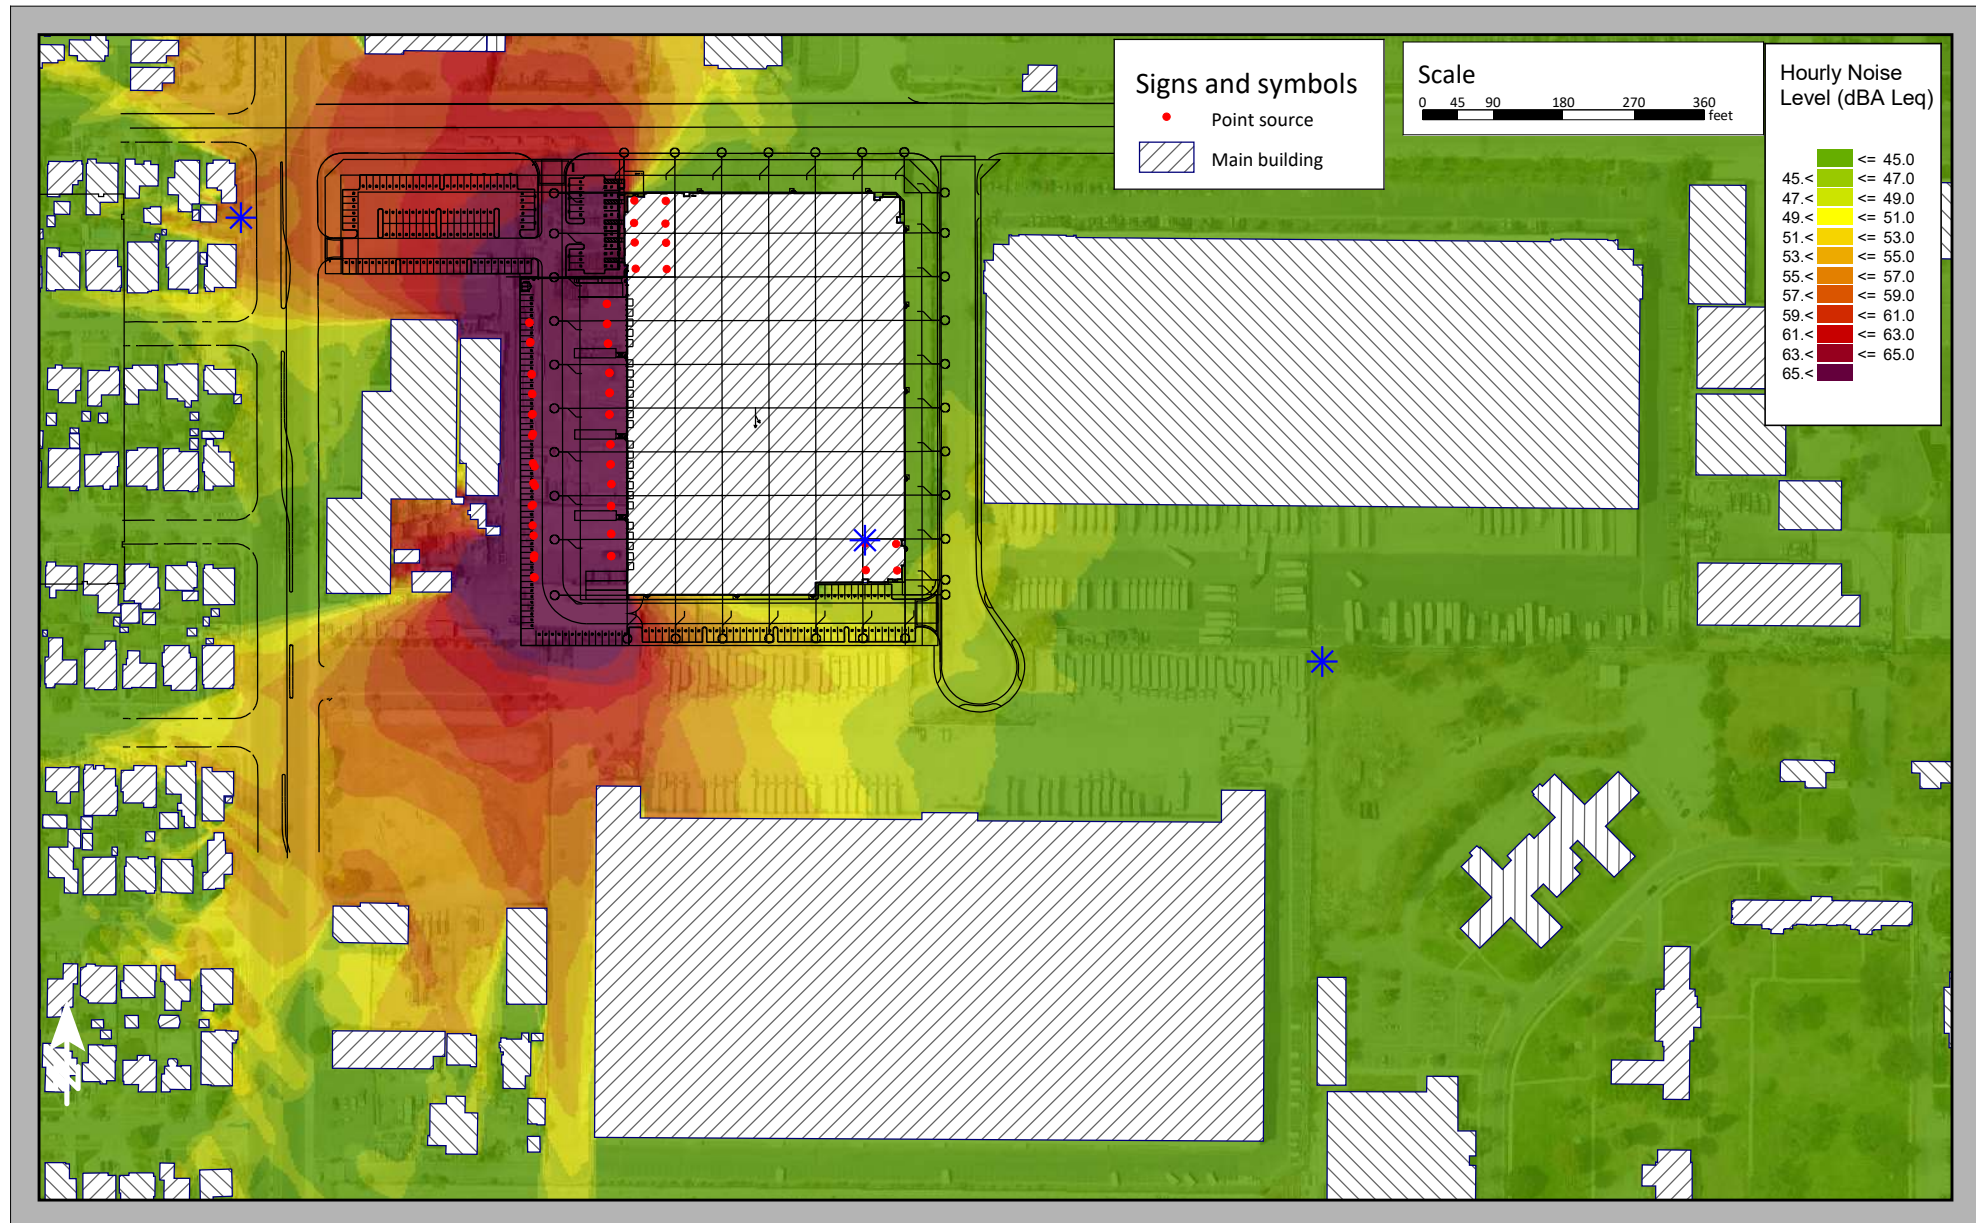 Signs and symbols
Point source
Main building
Scale
0 45 90 180 270 360
feet
Hourly Noise
Level (dBA Leq)
<= 45.0
45.< <= 47.0
47.< <= 49.0
49.< <= 51.0
51.< <= 53.0
53.< <= 55.0
55.< <= 57.0
57.< <= 59.0
59.< <= 61.0
61.< <= 63.0
63.< <= 65.0
65.<